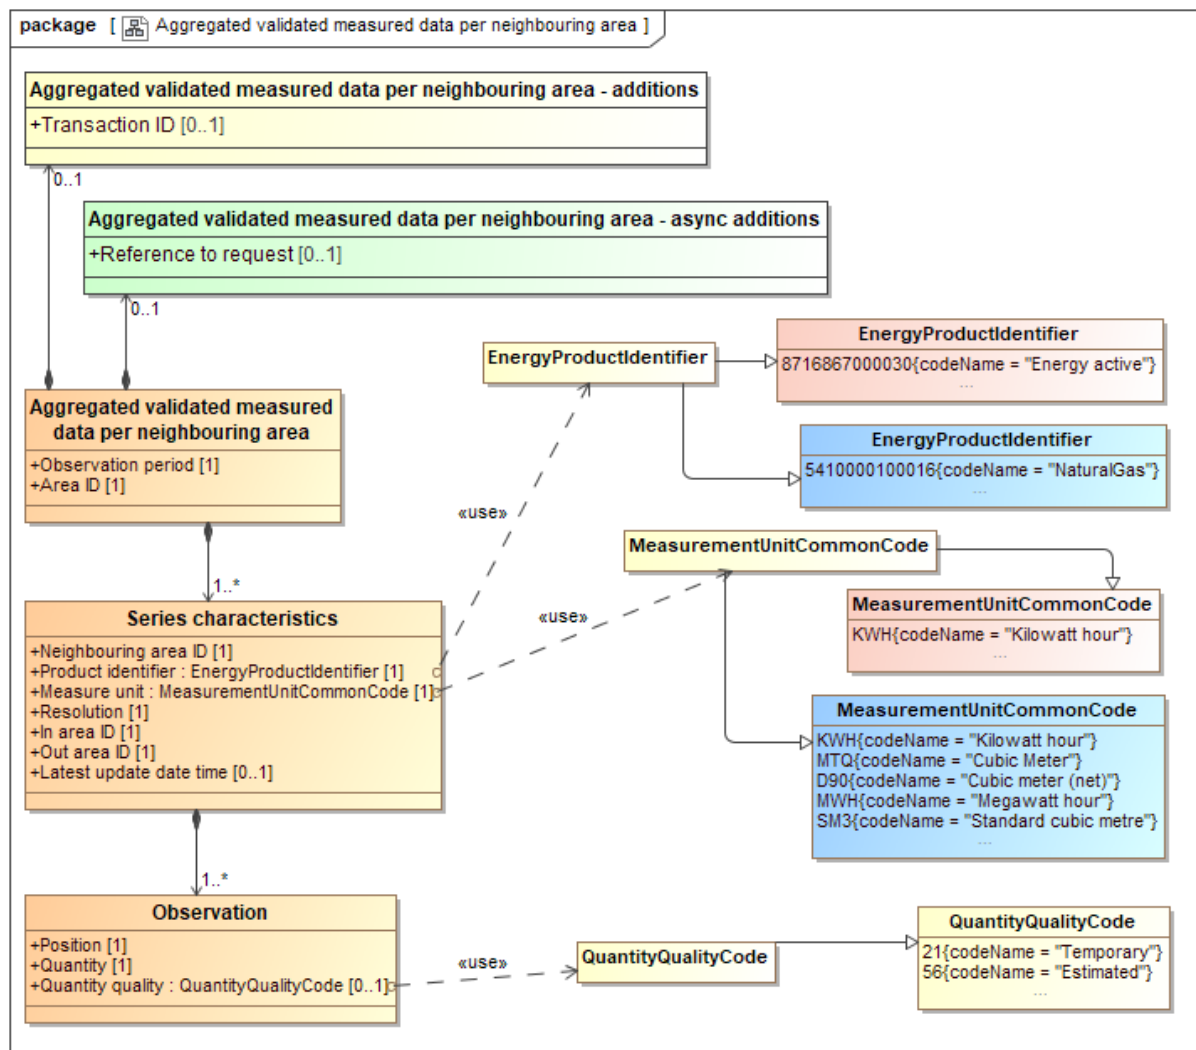 package [ Aggregated validated measured data per neighbouring area ]
Aggregated validated measured data per neighbouring area - additions
+Transaction ID [0..1]
0..1
Aggregated validated measured data per neighbouring area - async additions
+Reference to request [0..1]
0..1
Aggregated validated measured
data per neighbouring area
+Observation period [1]
+Area ID [1]
1..*
Series characteristics
+Neighbouring area ID [1]
+Product identifier : EnergyProductIdentifier [1]
+Measure unit : MeasurementUnitCommonCode [1]
+Resolution [1]
+In area ID [1]
+Out area ID [1]
+Latest update date time [0..1]
1..*
Observation
+Position [1]
+Quantity [1]
+Quantity quality : QuantityQualityCode [0..1]
«use»
«use»
«use»
EnergyProductIdentifier
EnergyProductIdentifier
8716867000030{codeName = "Energy active"}
...
EnergyProductIdentifier
5410000100016{codeName = "NaturalGas"}
...
MeasurementUnitCommonCode
MeasurementUnitCommonCode
KWH{codeName = "Kilowatt hour"}
...
MeasurementUnitCommonCode
KWH{codeName = "Kilowatt hour"}
MTQ{codeName = "Cubic Meter"}
D90{codeName = "Cubic meter (net)"}
MWH{codeName = "Megawatt hour"}
SM3{codeName = "Standard cubic metre"}
...
QuantityQualityCode
QuantityQualityCode
21{codeName = "Temporary"}
56{codeName = "Estimated"}
...